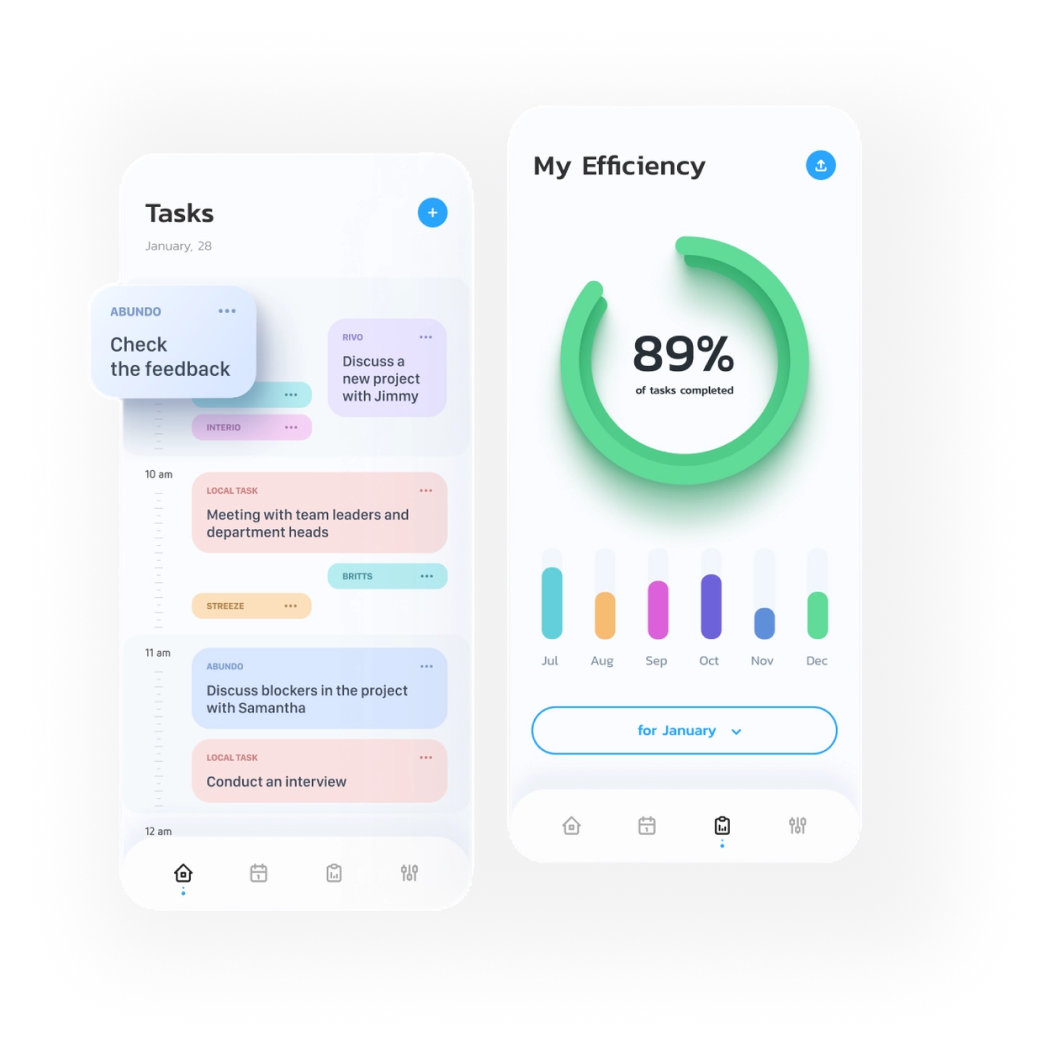 Tasks
January, 28
ABUNDO
Check
the feedback
RIVO
Discuss a
new project
with Jimmy
INTERIO
10 am
LOCAL TASK
Meeting with team leaders and
department heads
BRITTS
STREEZE
11 am
ABUNDO
Discuss blockers in the project
with Samantha
LOCAL TASK
Conduct an interview
12 am
My Efficiency
89%
of tasks completed
Jul Aug Sep Oct Nov Dec
for January